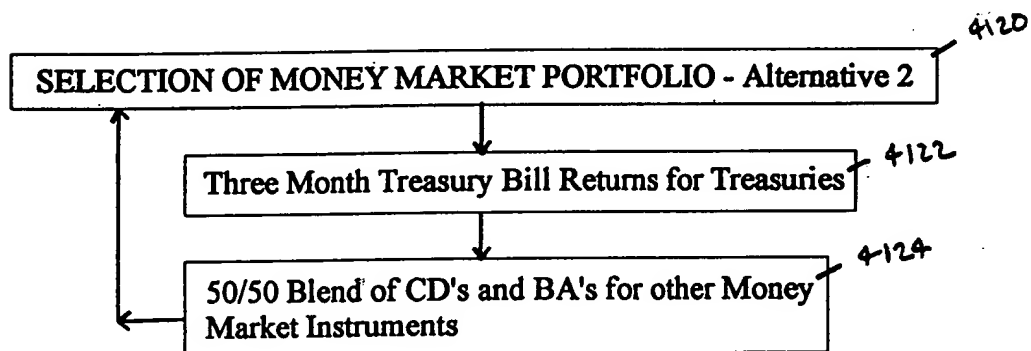 4120
SELECTION OF MONEY MARKET PORTFOLIO - Alternative 2
4122
Three Month Treasury Bill Returns for Treasuries
4124
50/50 Blend of CD's and BA's for other Money
Market Instruments